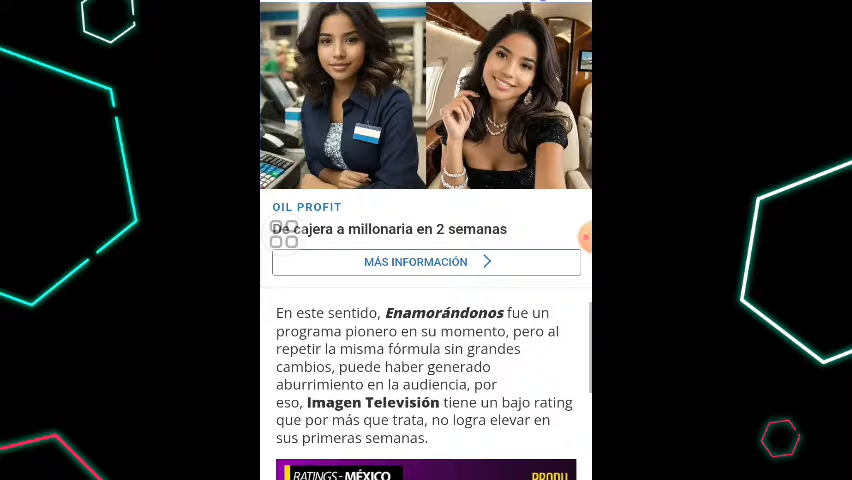 OIL PROFIT
De cajera a millonaria en 2 semanas
MÁS INFORMACIÓN
En este sentido, Enamorándonos fue un
programa pionero en su momento, pero al
repetir la misma fórmula sin grandes
cambios, puede haber generado
aburrimiento en la audiencia, por
eso, Imagen Televisión tiene un bajo rating
que por más que trata, no logra elevar en
sus primeras semanas.
RATINGS-MÉXICO
PRODU